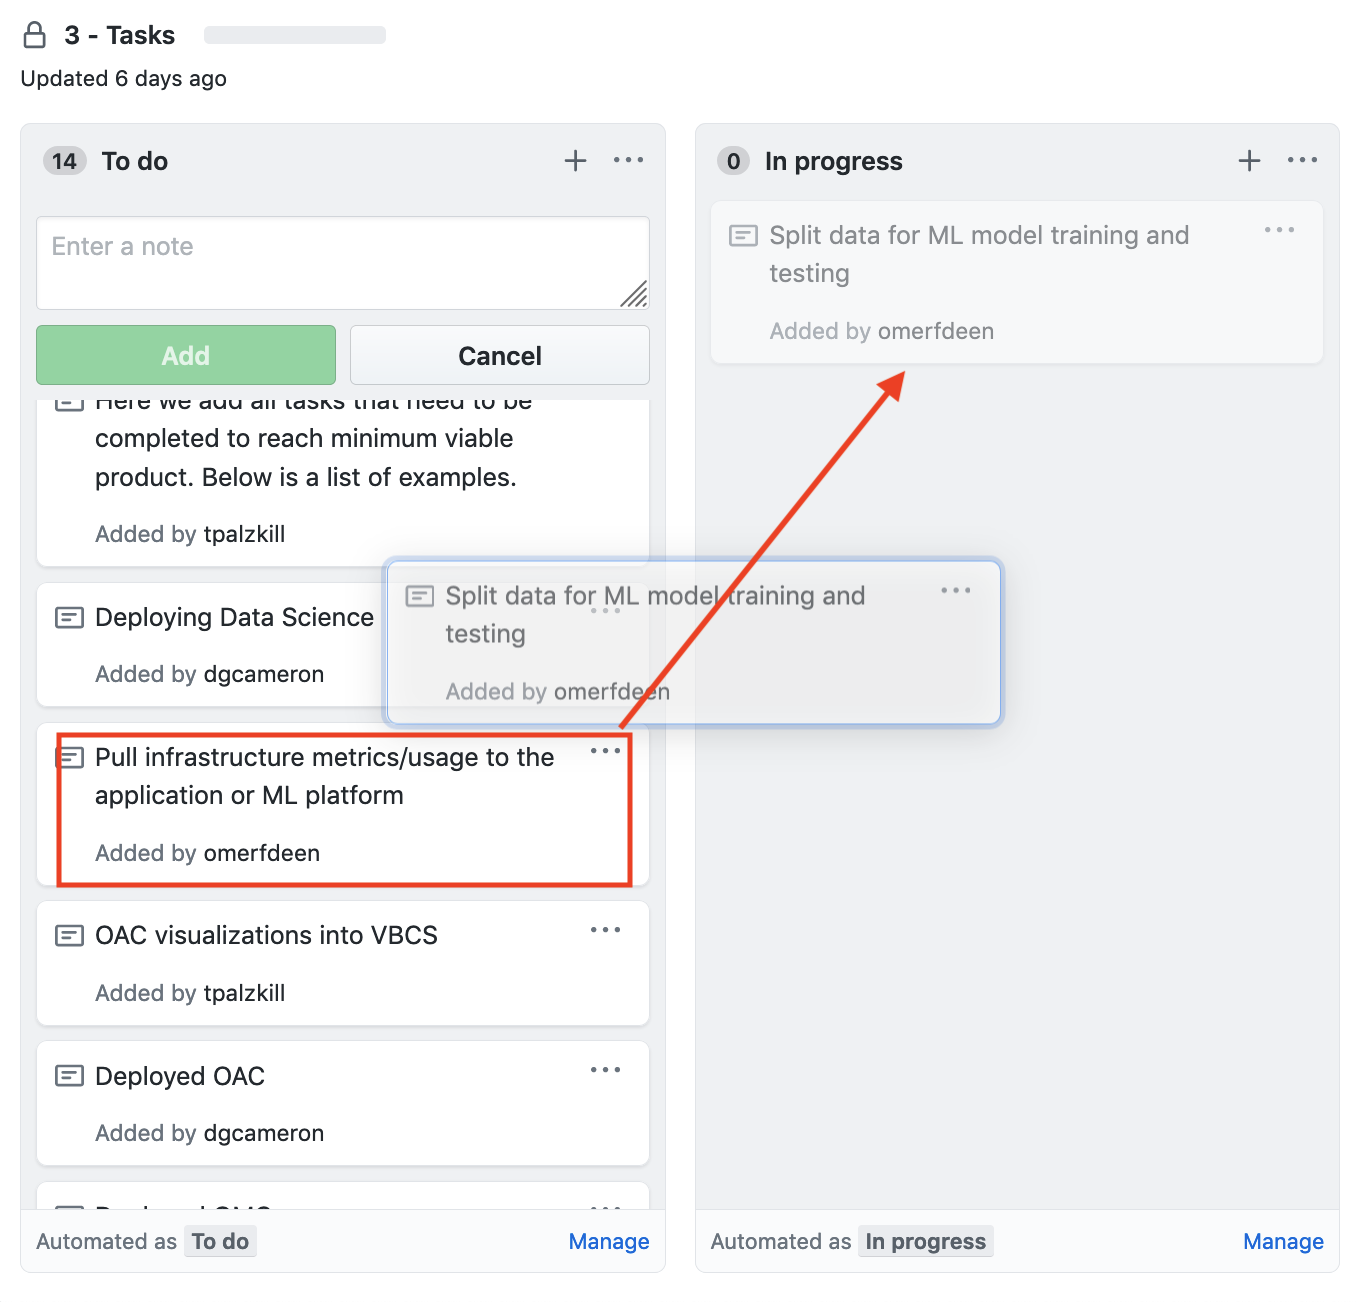 3 - Tasks
Updated 6 days ago
14 To do
Enter a note
Add
Cancel
Here we add all tasks that need to be
completed to reach minimum viable
product. Below is a list of examples.
Added by tpalzkill
Deploying Data Science
Added by dgcameron
Split data for ML model training and
testing
Added by omerfdeen
Pull infrastructure metrics/usage to the
application or ML platform
Added by omerfdeen
OAC visualizations into VBCS
Added by tpalzkill
Deployed OAC
Added by dgcameron
Automated as To do
Manage
0 In progress
Split data for ML model training and
testing
Added by omerfdeen
Automated as In progress
Manage